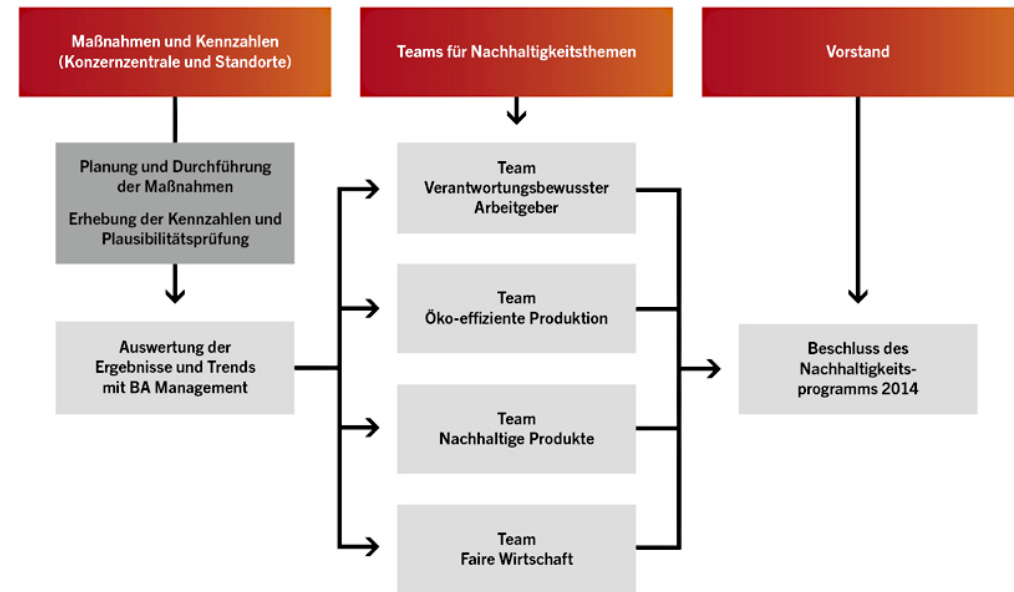 Maßnahmen und Kennzahlen
(Konzernzentrale und Standorte)
Teams für Nachhaltigkeitsthemen
Vorstand
Planung und Durchführung
der Maßnahmen
Erhebung der Kennzahlen und
Plausibilitätsprüfung
Auswertung der
Ergebnisse und Trends
mit BA Management
Team
Verantwortungsbewusster
Arbeitgeber
Team
Öko-effiziente Produktion
Team
Nachhaltige Produkte
Team
Faire Wirtschaft
Beschluss des
Nachhaltigkeits-
programms 2014